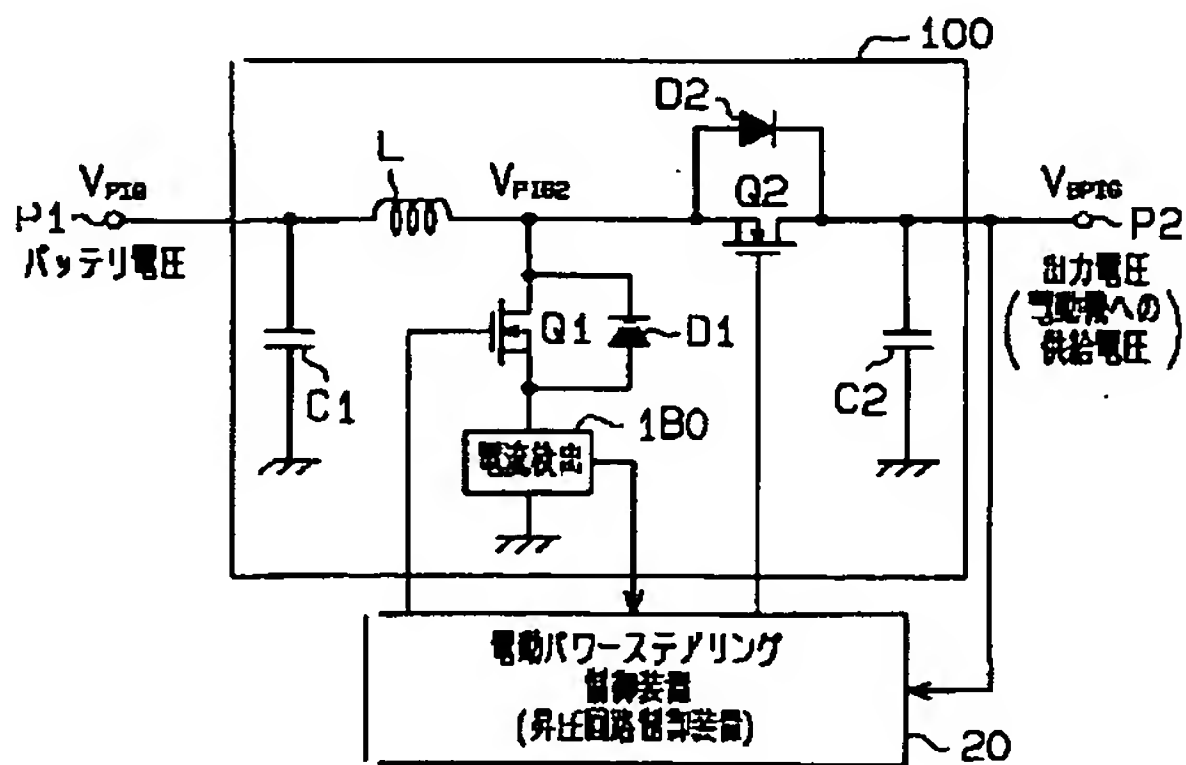 100
D2
L
VPIG
VPIG2
Q2
VBPIG
P1
P2
バッテリ電圧
出力電圧
(電動機への
供給電圧)
Q1
D1
C1
C2
1B0
電流検出
電動パワーステアリング
制御装置
(昇圧回路制御装置)
20